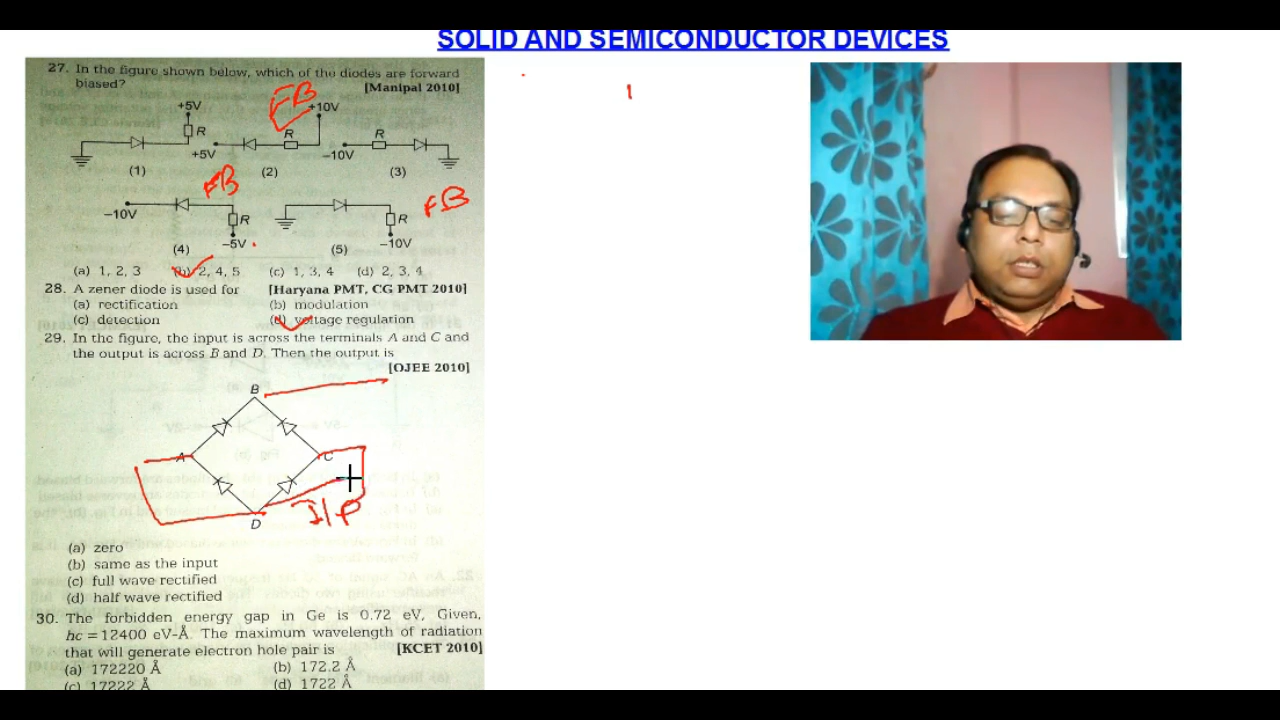 SOLID AND SEMICONDUCTOR DEVICES
27. In the figure shown below, which of the diodes are forward
biased? [Manipal 2010]
FB
+5V
+10V
R
R
R
+5V
−10V
(1)
(2)
(3)
FB
FB
−10V
R
R
−5V
−10V
(4)
(5)
(a) 1, 2, 3 (b) 2, 4, 5 (c) 1, 3, 4 (d) 2, 3, 4
28. A zener diode is used for [Haryana PMT, CG PMT 2010]
(a) rectification (b) modulation
(c) detection (d) voltage regulation
29. In the figure, the input is across the terminals A and C and
the output is across B and D. Then the output is
[OJEE 2010]
B
A
C
D
I/P
(a) zero
(b) same as the input
(c) full wave rectified
(d) half wave rectified
30. The forbidden energy gap in Ge is 0.72 eV, Given,
hc = 12400 eV-Å. The maximum wavelength of radiation
that will generate electron hole pair is [KCET 2010]
(a) 172220 Å (b) 172.2 Å
(c) 17222 Å (d) 1722 Å